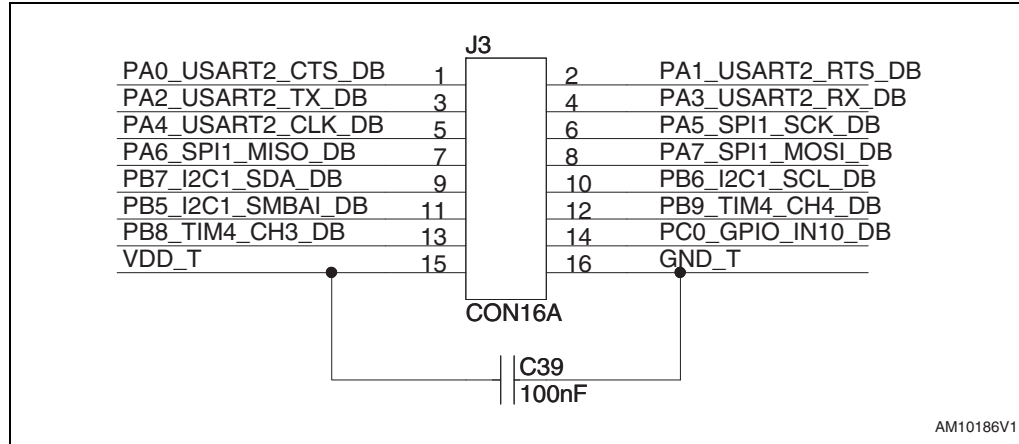 J3
PA0_USART2_CTS_DB 1 2 PA1_USART2_RTS_DB
PA2_USART2_TX_DB 3 4 PA3_USART2_RX_DB
PA4_USART2_CLK_DB 5 6 PA5_SPI1_SCK_DB
PA6_SPI1_MISO_DB 7 8 PA7_SPI1_MOSI_DB
PB7_I2C1_SDA_DB 9 10 PB6_I2C1_SCL_DB
PB5_I2C1_SMBAI_DB 11 12 PB9_TIM4_CH4_DB
PB8_TIM4_CH3_DB 13 14 PC0_GPIO_IN10_DB
VDD_T 15 16 GND_T
CON16A
C39
100nF
AM10186V1